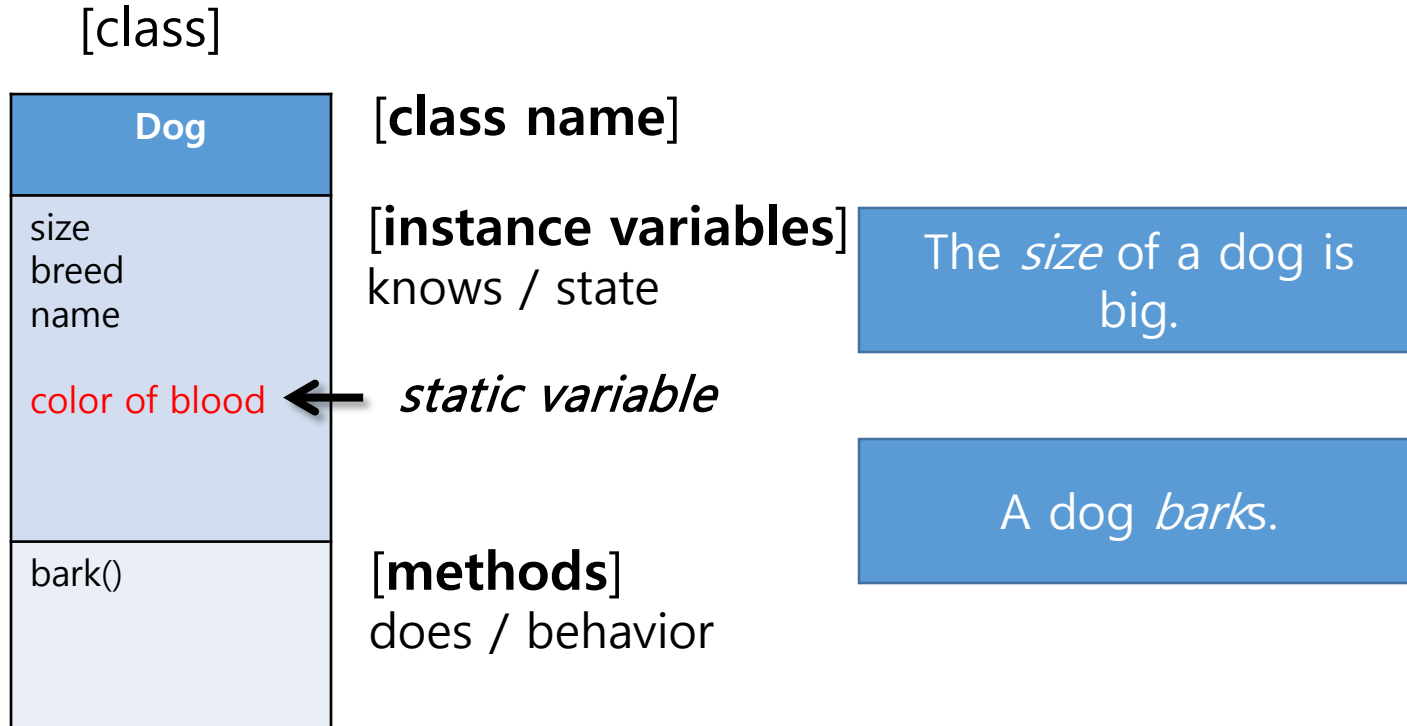 [class]
Dog
[class name]
size
breed
name
color of blood
[instance variables]
knows / state
static variable
The size of a dog is
big.
A dog barks.
bark()
[methods]
does / behavior